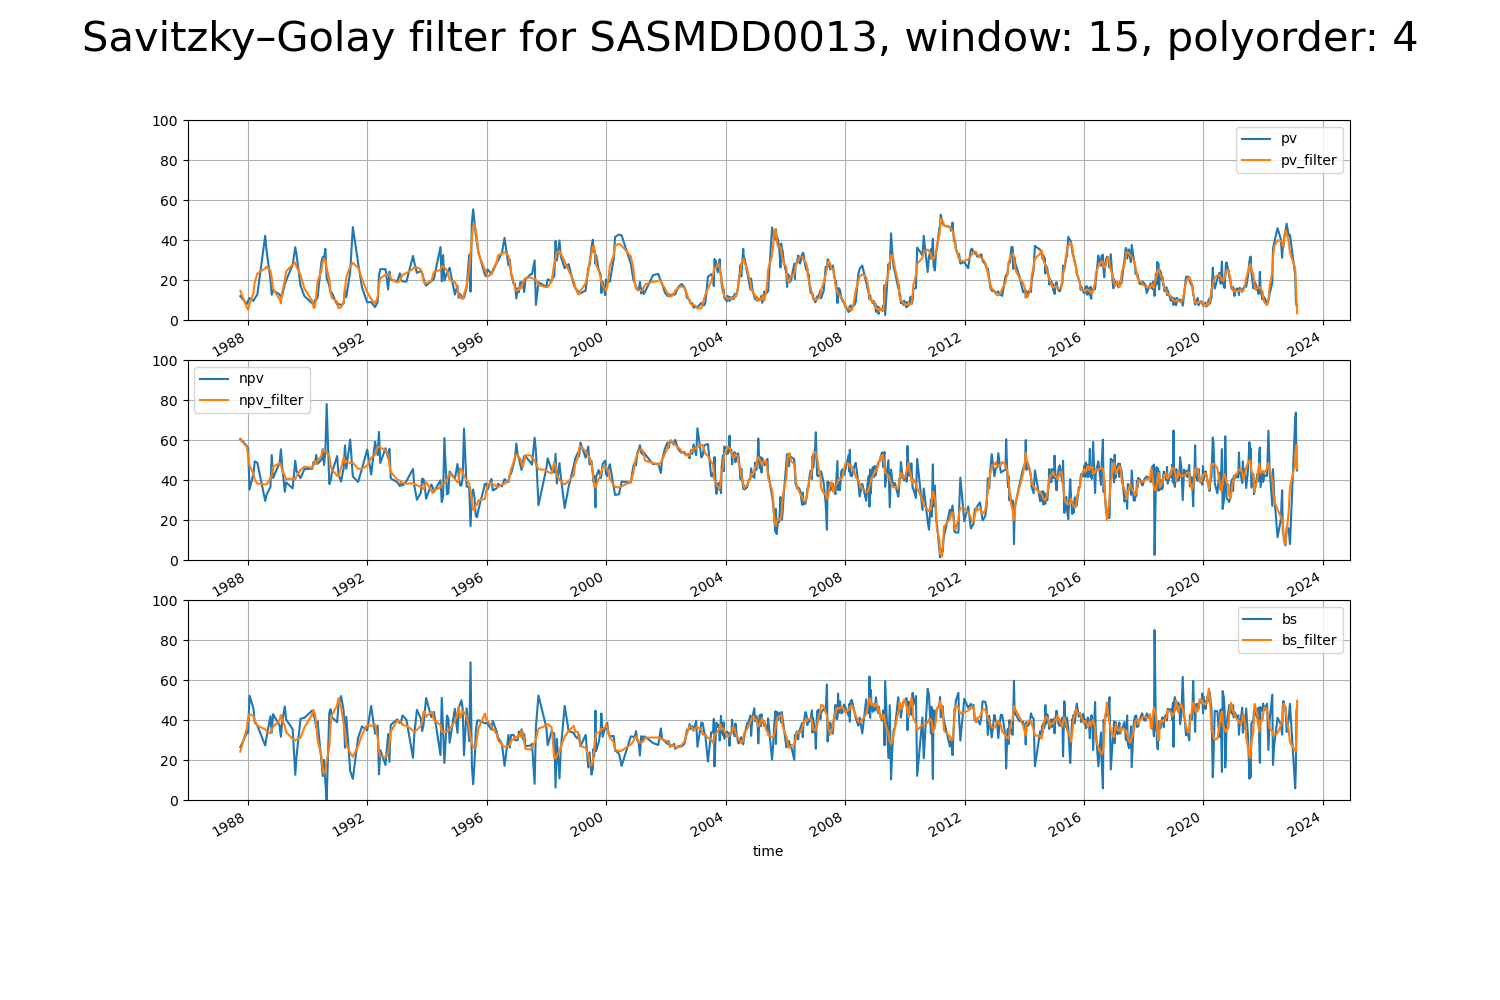 Savitzky–Golay filter for SASMDD0013, window: 15, polyorder: 4
100
80
60
40
20
0
pv
pv_filter
1988 1992 1996 2000 2004 2008 2012 2016 2020 2024
100
80
60
40
20
0
npv
npv_filter
1988 1992 1996 2000 2004 2008 2012 2016 2020 2024
100
80
60
40
20
0
bs
bs_filter
1988 1992 1996 2000 2004 2008 2012 2016 2020 2024
time